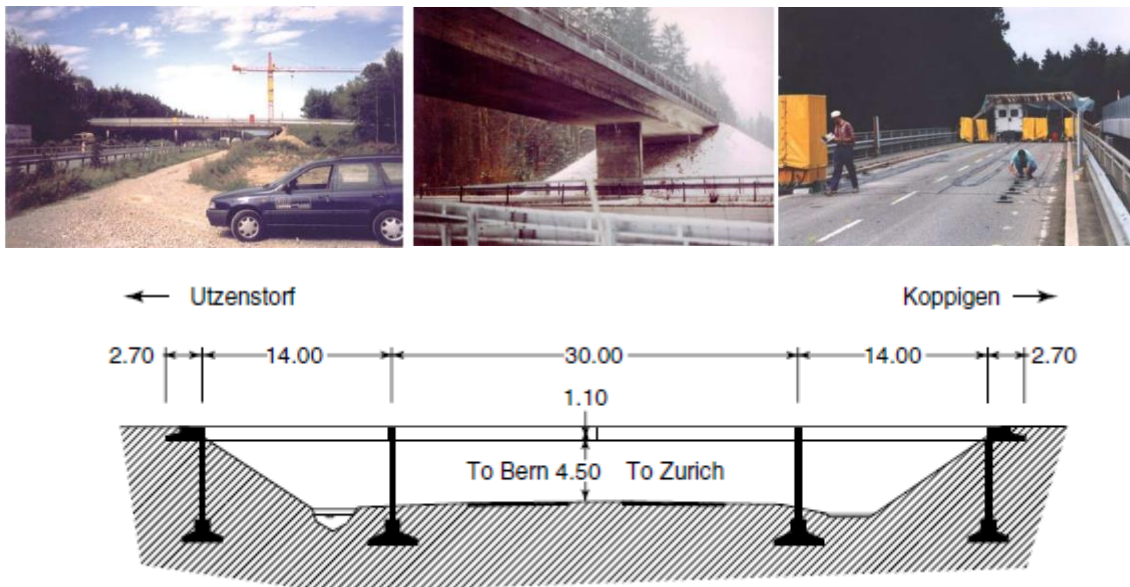 Utzenstorf
Koppigen
2.70
14.00
30.00
14.00
2.70
1.10
To Bern 4.50 To Zurich